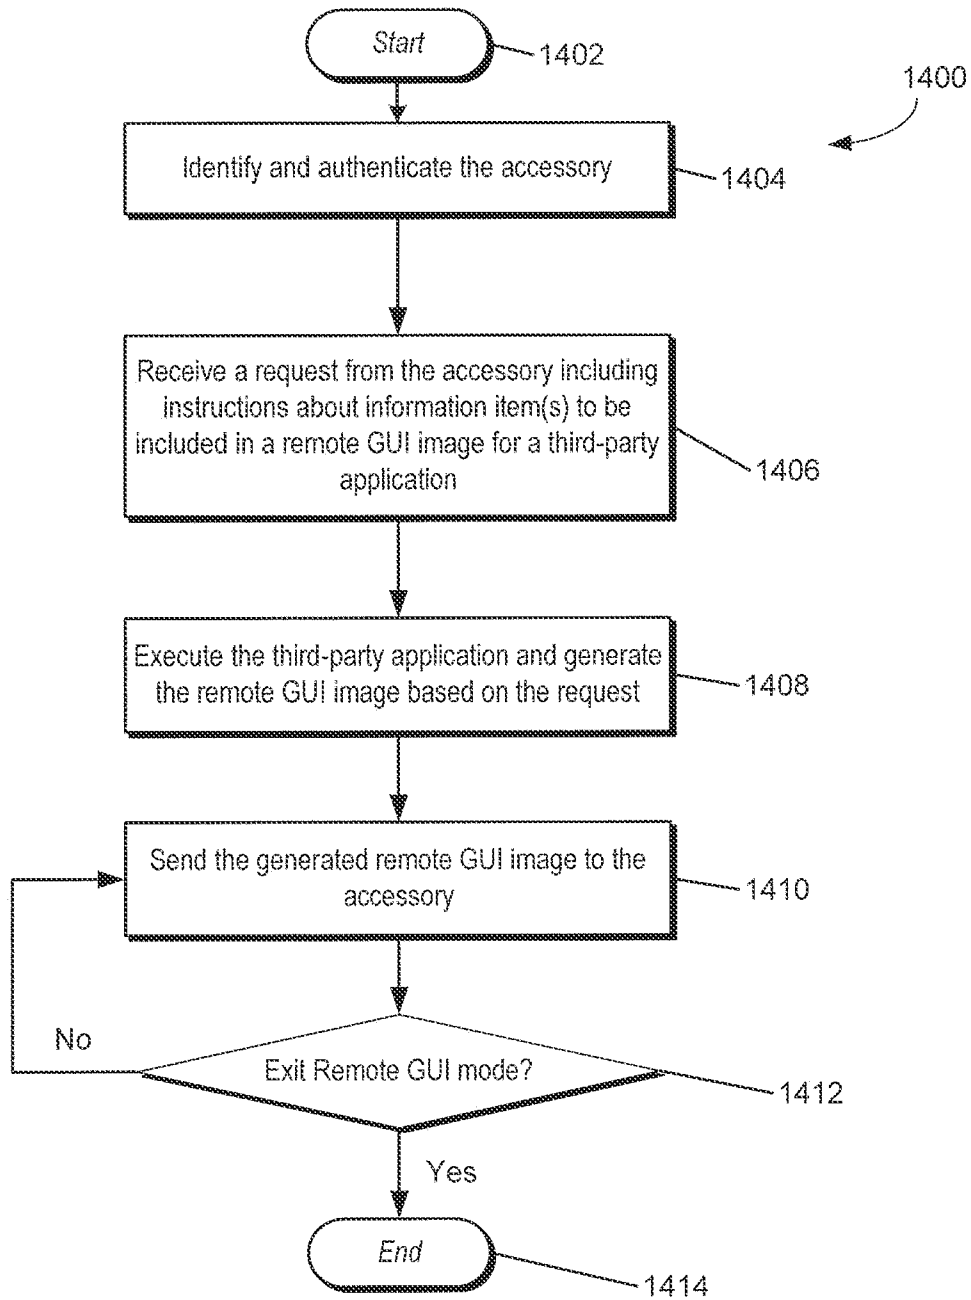 Start
1402
1400
Identify and authenticate the accessory
1404
Receive a request from the accessory including
instructions about information item(s) to be
included in a remote GUI image for a third-party
application
1406
Execute the third-party application and generate
the remote GUI image based on the request
1408
Send the generated remote GUI image to the
accessory
1410
No
Exit Remote GUI mode?
1412
Yes
End
1414